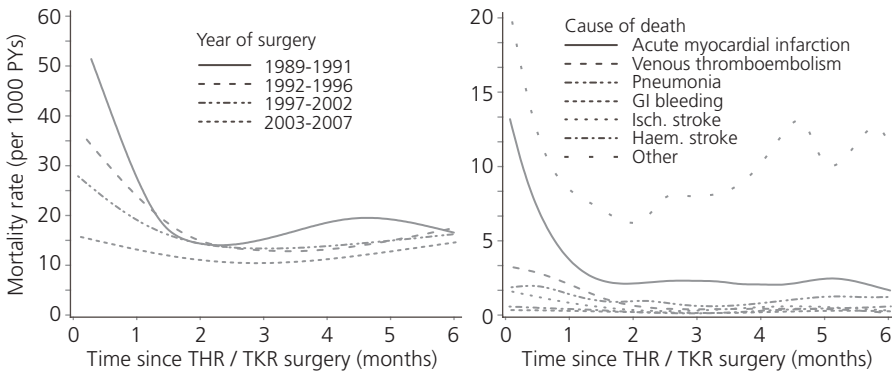 Mortality rate (per 1000 PYs)
60
50
40
30
20
10
0
Year of surgery
1989-1991
1992-1996
1997-2002
2003-2007
0 1 2 3 4 5 6
Time since THR / TKR surgery (months)
20
15
10
5
0
Cause of death
Acute myocardial infarction
Venous thromboembolism
Pneumonia
GI bleeding
Isch. stroke
Haem. stroke
Other
0 1 2 3 4 5 6
Time since THR / TKR surgery (months)